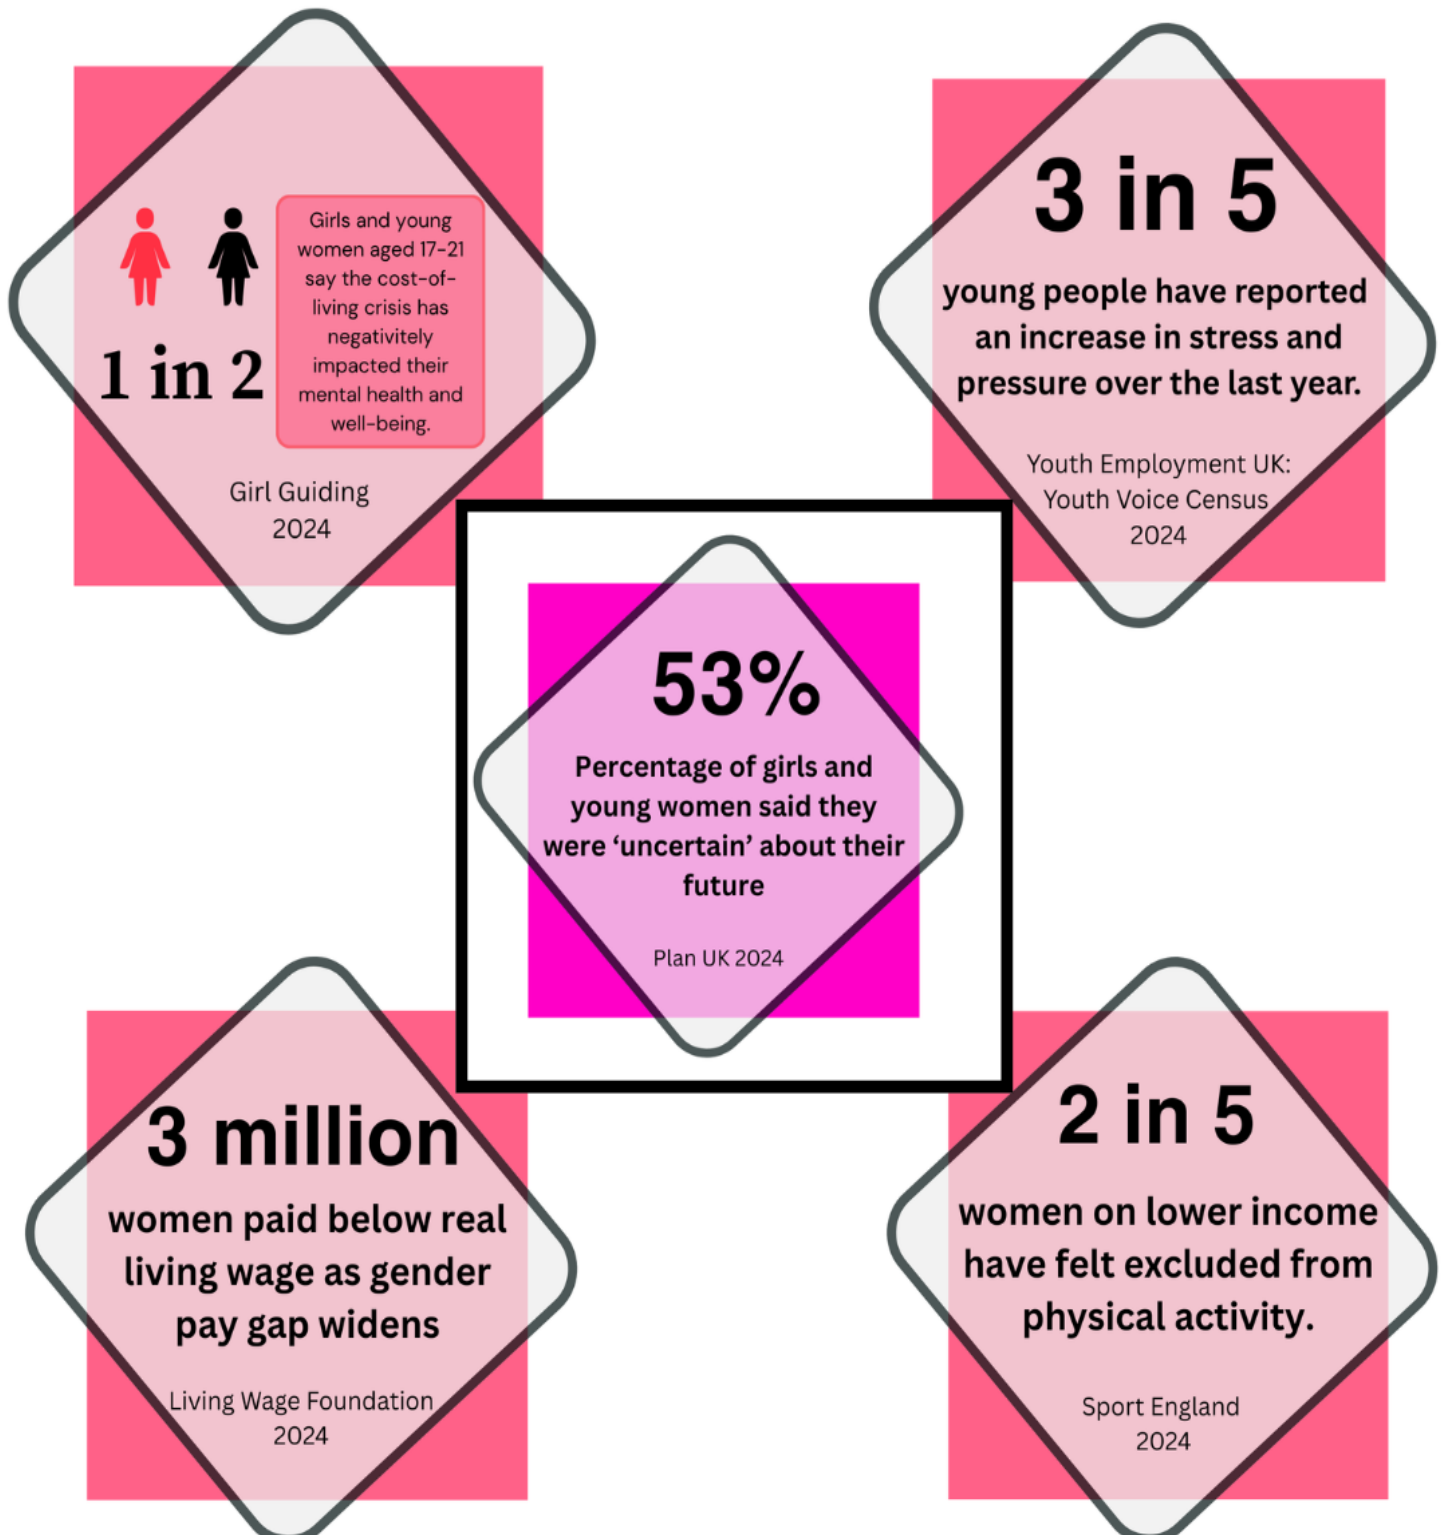 1 in 2
Girls and young
women aged 17-21
say the cost-of-
living crisis has
negativitely
impacted their
mental health and
well-being.
Girl Guiding
2024
3 in 5
young people have reported
an increase in stress and
pressure over the last year.
Youth Employment UK:
Youth Voice Census
2024
53%
Percentage of girls and
young women said they
were ‘uncertain’ about their
future
Plan UK 2024
3 million
women paid below real
living wage as gender
pay gap widens
Living Wage Foundation
2024
2 in 5
women on lower income
have felt excluded from
physical activity.
Sport England
2024